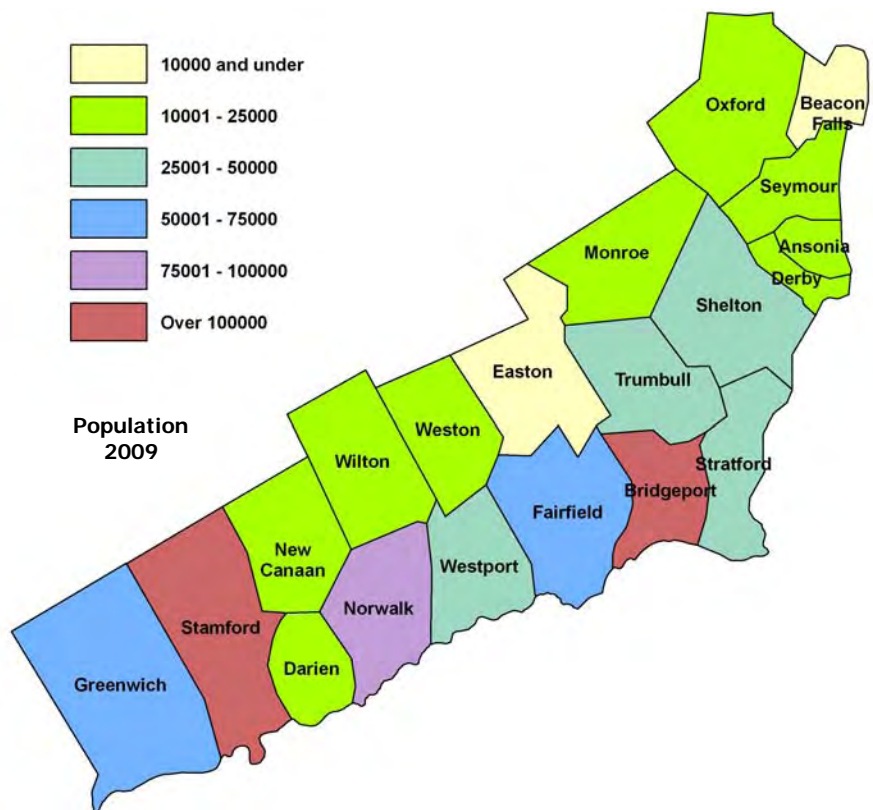 10000 and under
10001 - 25000
25001 - 50000
50001 - 75000
75001 - 100000
Over 100000
Population
2009
Oxford
Beacon
Falls
Seymour
Ansonia
Derby
Monroe
Shelton
Easton
Trumbull
Weston
Wilton
Stratford
Bridgeport
Fairfield
New
Canaan
Westport
Norwalk
Stamford
Darien
Greenwich